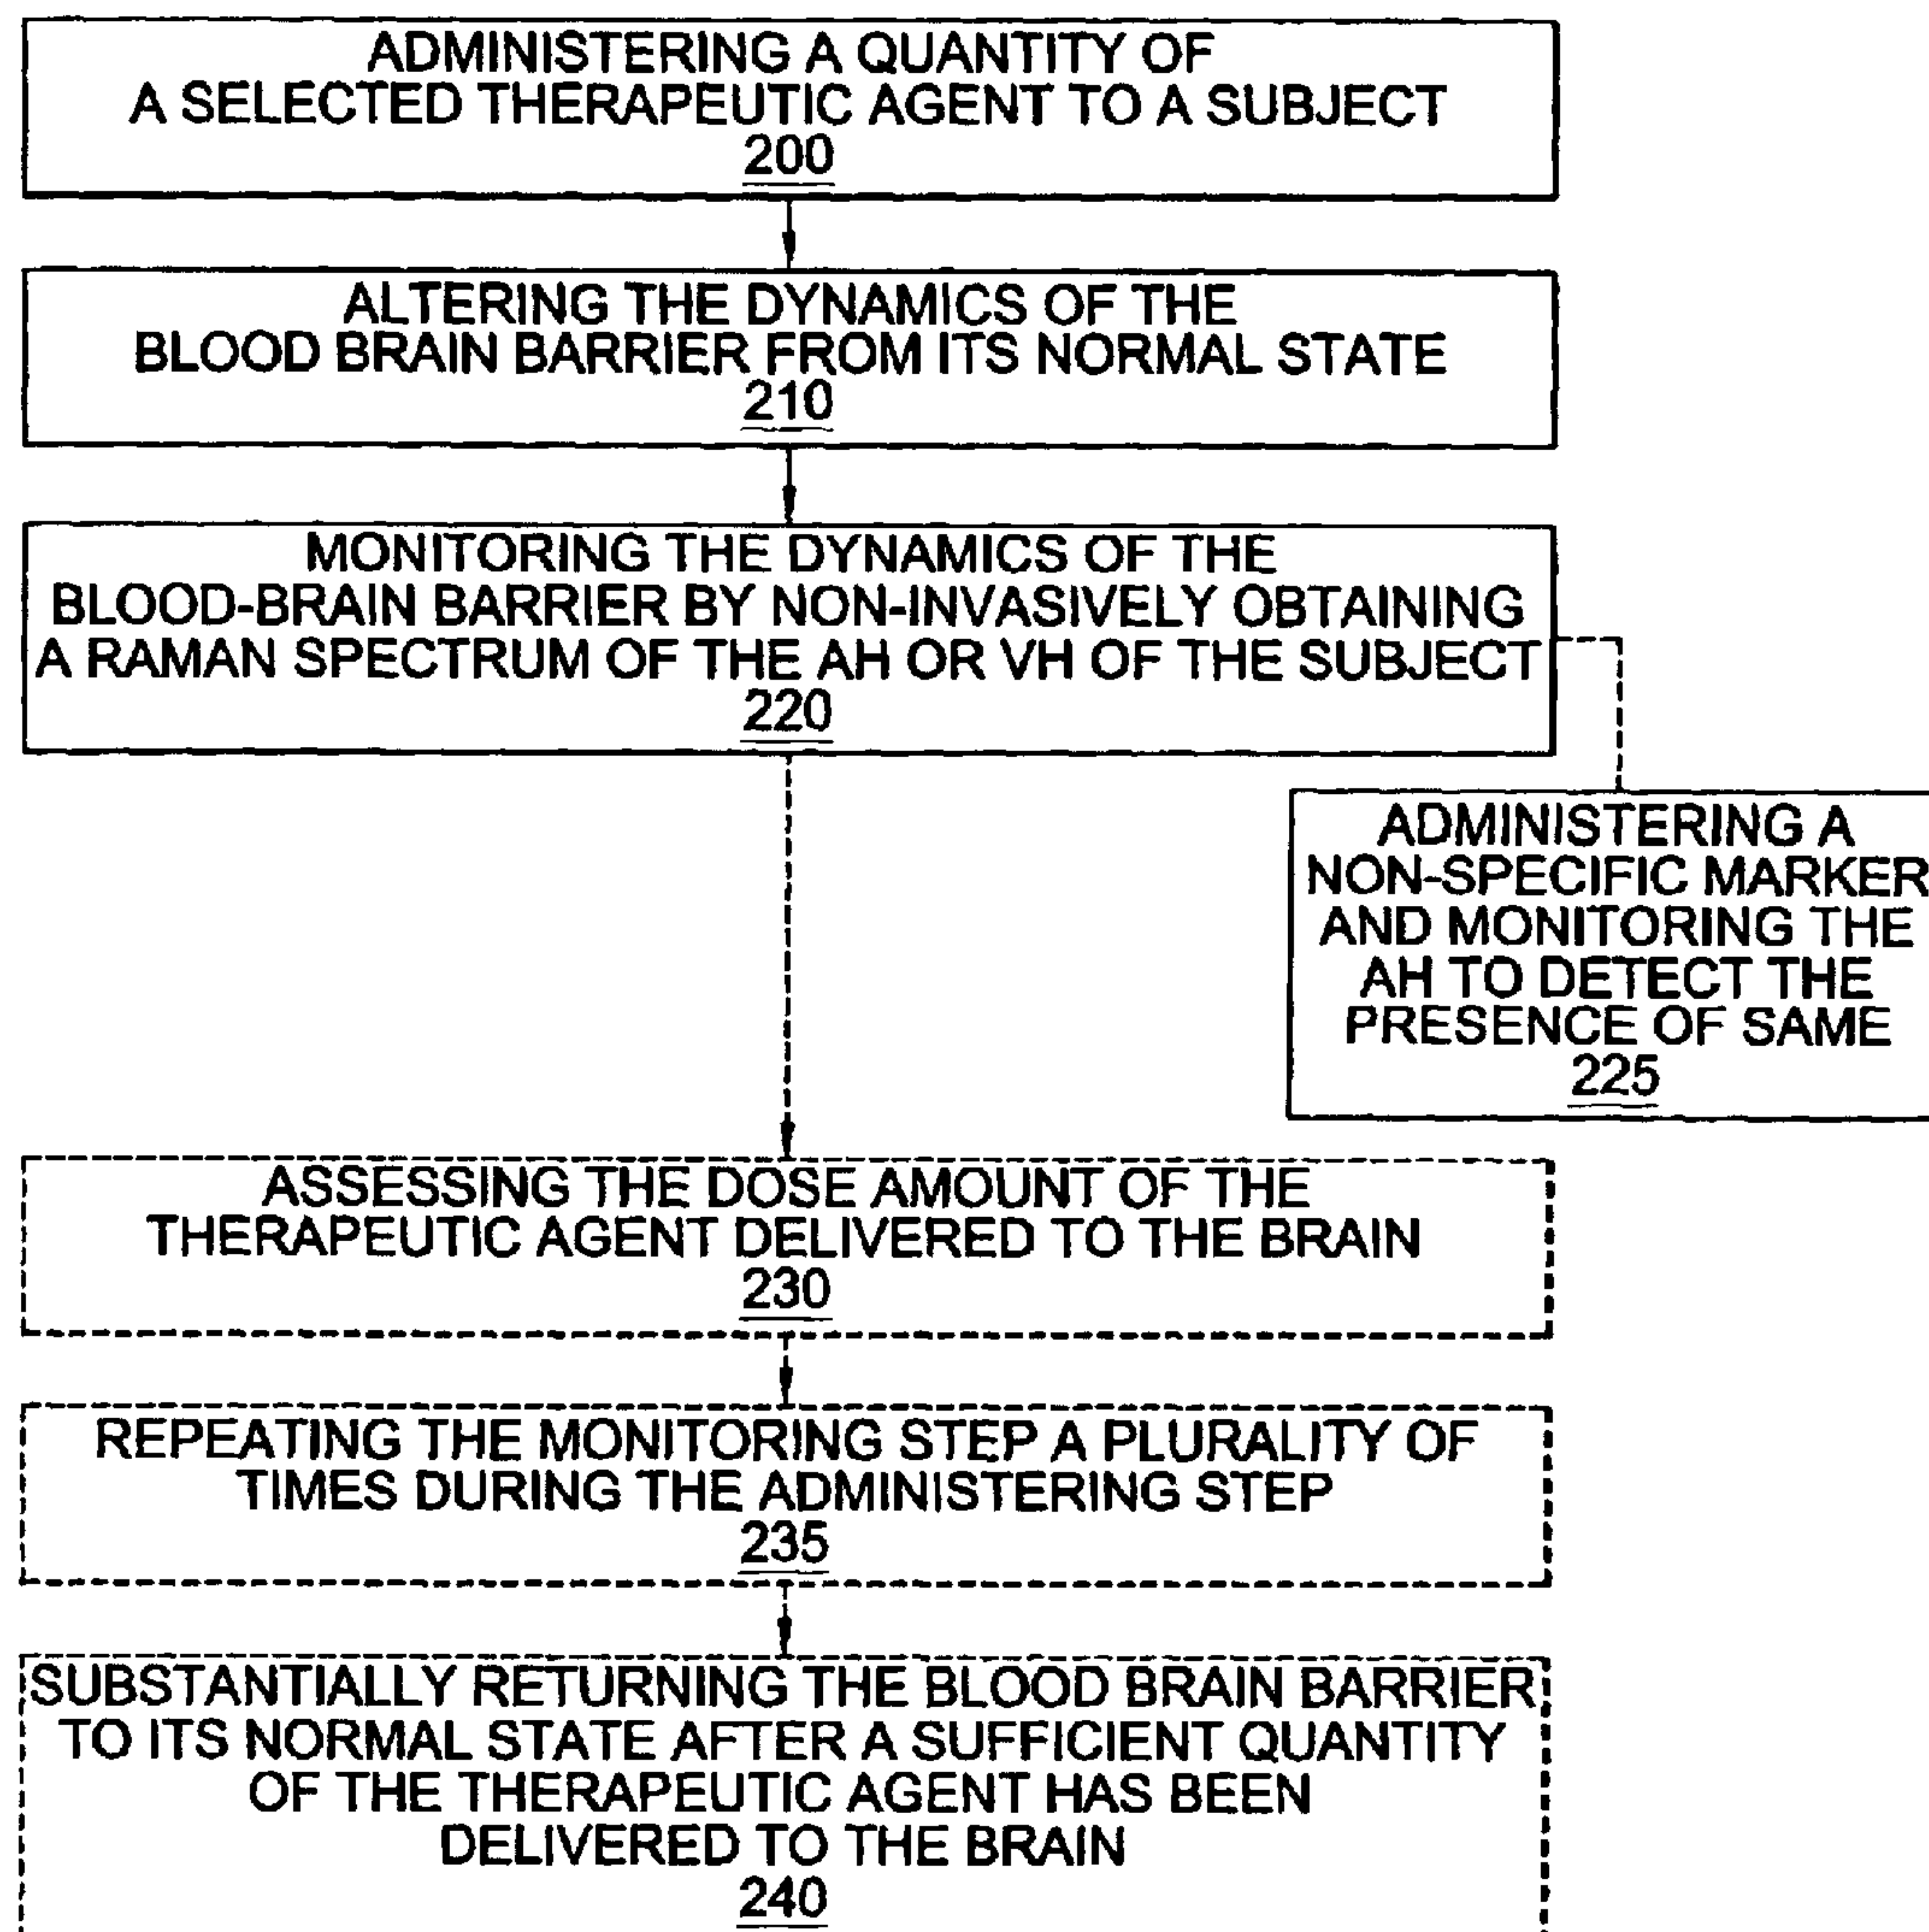 ADMINISTERING A QUANTITY OF
A SELECTED THERAPEUTIC AGENT TO A SUBJECT
200
ALTERING THE DYNAMICS OF THE
BLOOD BRAIN BARRIER FROM ITS NORMAL STATE
210
MONITORING THE DYNAMICS OF THE
BLOOD-BRAIN BARRIER BY NON-INVASIVELY OBTAINING
A RAMAN SPECTRUM OF THE AH OR VH OF THE SUBJECT
220
ADMINISTERING A
NON-SPECIFIC MARKER
AND MONITORING THE
AH TO DETECT THE
PRESENCE OF SAME
225
ASSESSING THE DOSE AMOUNT OF THE
THERAPEUTIC AGENT DELIVERED TO THE BRAIN
230
REPEATING THE MONITORING STEP A PLURALITY OF
TIMES DURING THE ADMINISTERING STEP
235
SUBSTANTIALLY RETURNING THE BLOOD BRAIN BARRIER
TO ITS NORMAL STATE AFTER A SUFFICIENT QUANTITY
OF THE THERAPEUTIC AGENT HAS BEEN
DELIVERED TO THE BRAIN
240